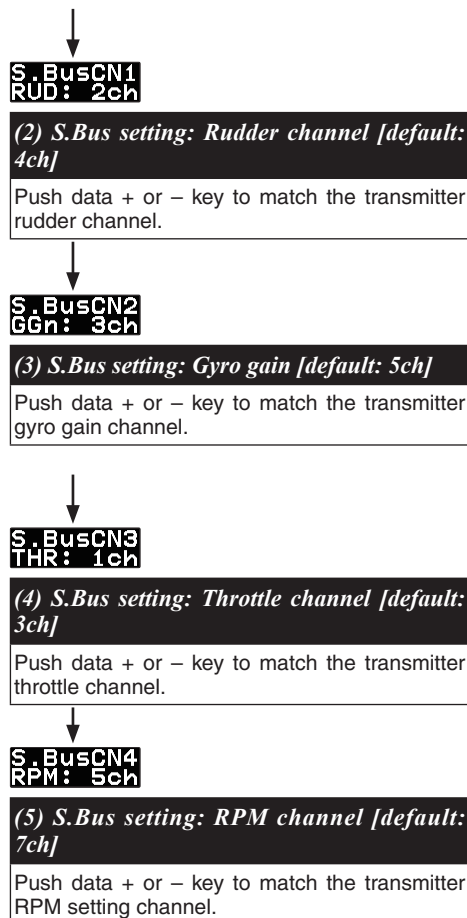 S.BusCN1
RUD: 2ch
(2) S.Bus setting: Rudder channel [default:
4ch]
Push data + or – key to match the transmitter
rudder channel.
S.BusCN2
GGn: 3ch
(3) S.Bus setting: Gyro gain [default: 5ch]
Push data + or – key to match the transmitter
gyro gain channel.
S.BusCN3
THR: 1ch
(4) S.Bus setting: Throttle channel [default:
3ch]
Push data + or – key to match the transmitter
throttle channel.
S.BusCN4
RPM: 5ch
(5) S.Bus setting: RPM channel [default:
7ch]
Push data + or – key to match the transmitter
RPM setting channel.